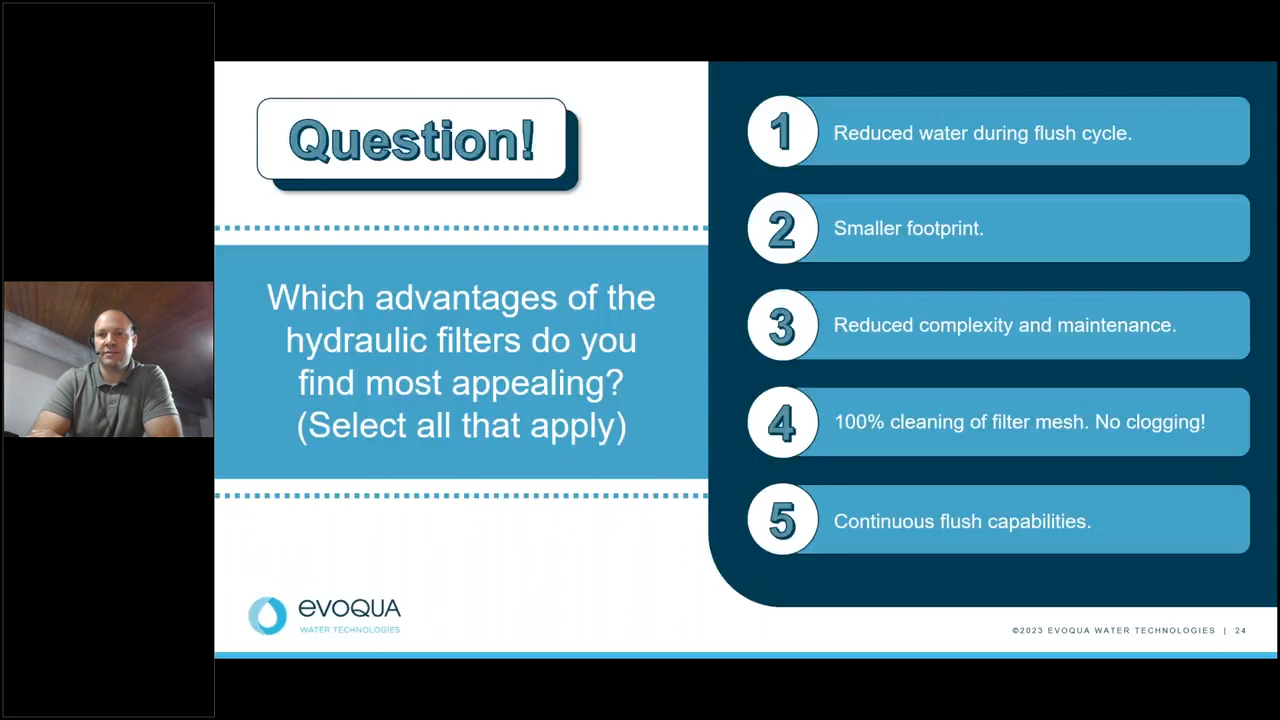 Question!
Which advantages of the
hydraulic filters do you
find most appealing?
(Select all that apply)
1 Reduced water during flush cycle.
2 Smaller footprint.
3 Reduced complexity and maintenance.
4 100% cleaning of filter mesh. No clogging!
5 Continuous flush capabilities.
evoqua
WATER TECHNOLOGIES
©2023 EVOQUA WATER TECHNOLOGIES | 24